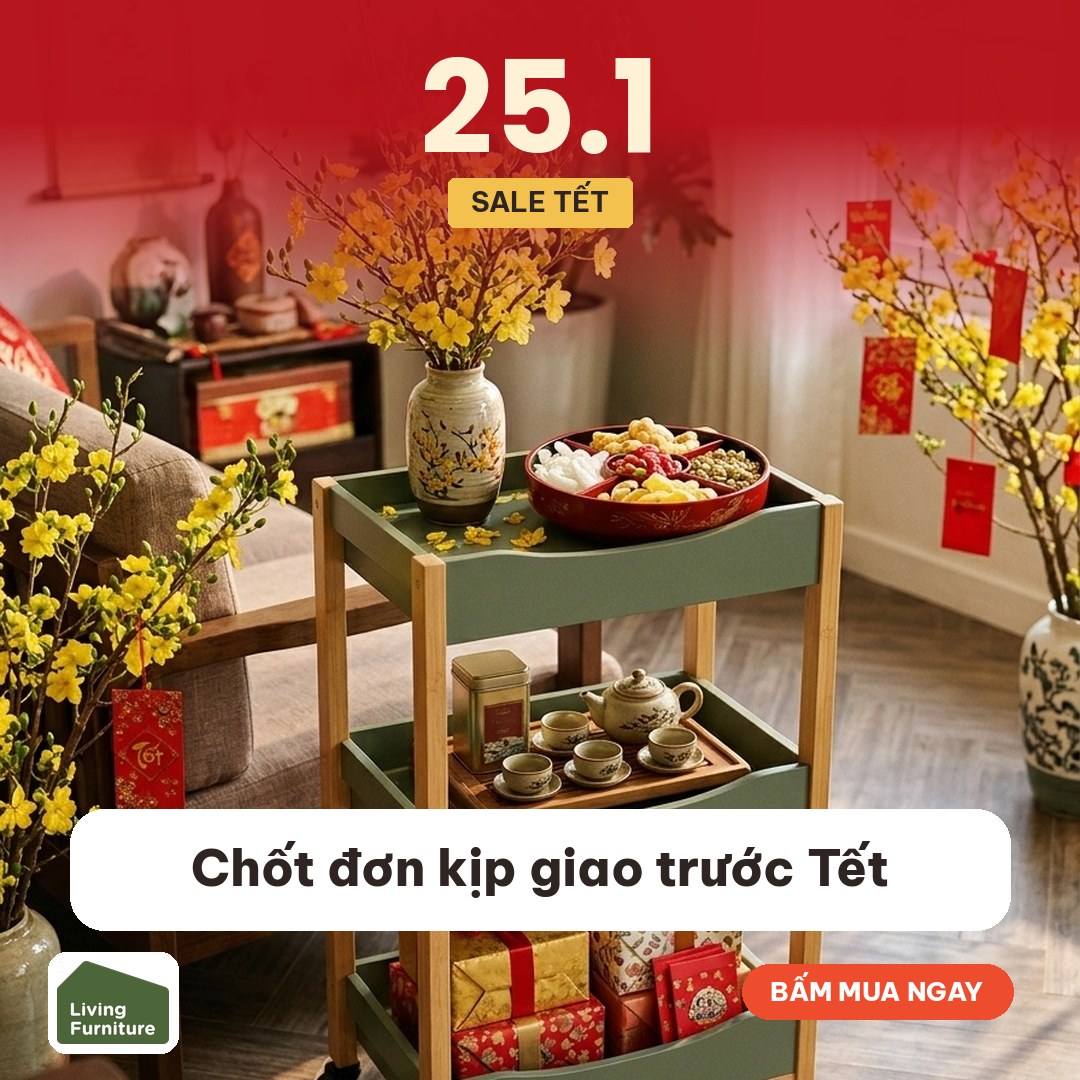 25.1
SALE TẾT
Chốt đơn kịp giao trước Tết
Living
Furniture
BẤM MUA NGAY